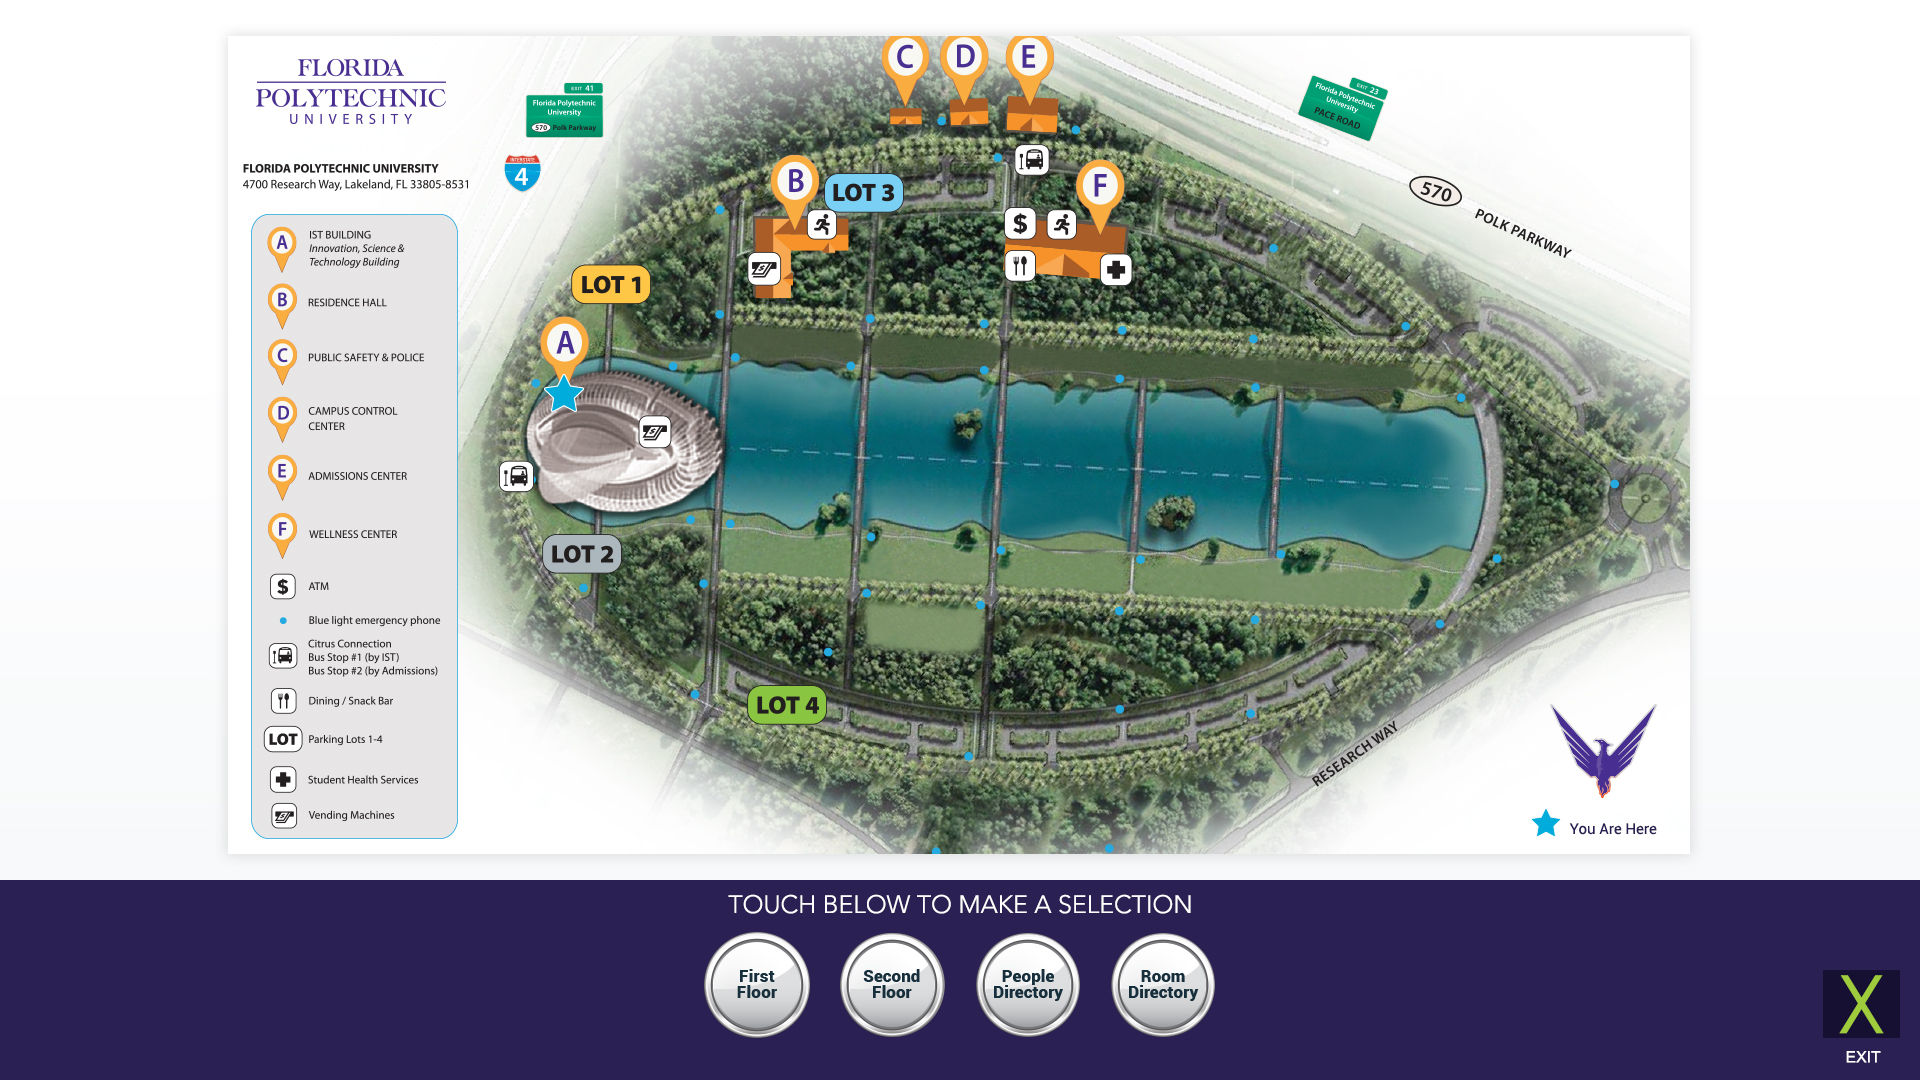 FLORIDA
POLYTECHNIC
UNIVERSITY
FLORIDA POLYTECHNIC UNIVERSITY
4700 Research Way, Lakeland, FL 33805-8531
A
IST BUILDING
Innovation, Science &
Technology Building
B
RESIDENCE HALL
C
PUBLIC SAFETY & POLICE
D
CAMPUS CONTROL
CENTER
E
ADMISSIONS CENTER
F
WELLNESS CENTER
$
ATM
Blue light emergency phone
Citrus Connection
Bus Stop #1 (by IST)
Bus Stop #2 (by Admissions)
Dining / Snack Bar
LOT
Parking Lots 1-4
Student Health Services
Vending Machines
EXIT 41
Florida Polytechnic
University
570 Polk Parkway
INTERSTATE
4
C
D
E
B
LOT 3
F
$
LOT 1
A
LOT 2
LOT 4
EXIT 23
Florida Polytechnic
University
PACE ROAD
570
POLK PARKWAY
RESEARCH WAY
You Are Here
TOUCH BELOW TO MAKE A SELECTION
First
Floor
Second
Floor
People
Directory
Room
Directory
X
EXIT